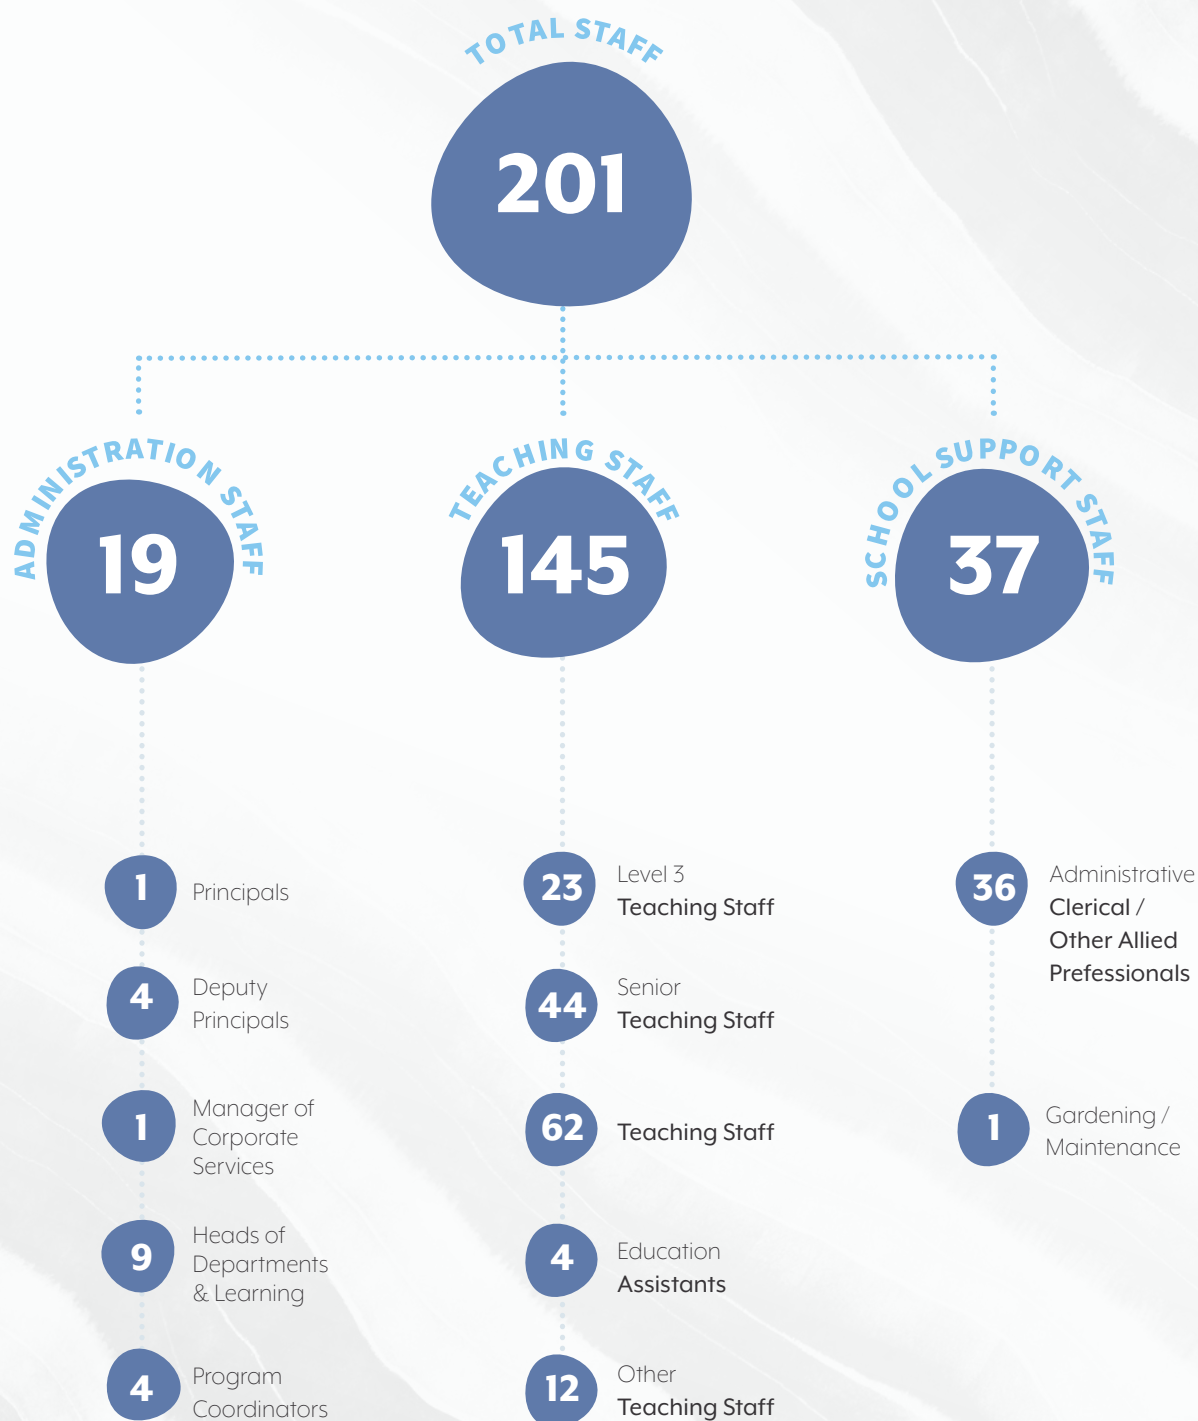 TOTAL STAFF
201
ADMINISTRATION STAFF
19
1
Principals
4
Deputy
Principals
1
Manager of
Corporate
Services
9
Heads of
Departments
& Learning
4
Program
Coordinators
TEACHING STAFF
145
23
Level 3
Teaching Staff
44
Senior
Teaching Staff
62
Teaching Staff
4
Education
Assistants
12
Other
Teaching Staff
SCHOOL SUPPORT STAFF
37
36
Administrative
Clerical /
Other Allied
Prefessionals
1
Gardening /
Maintenance